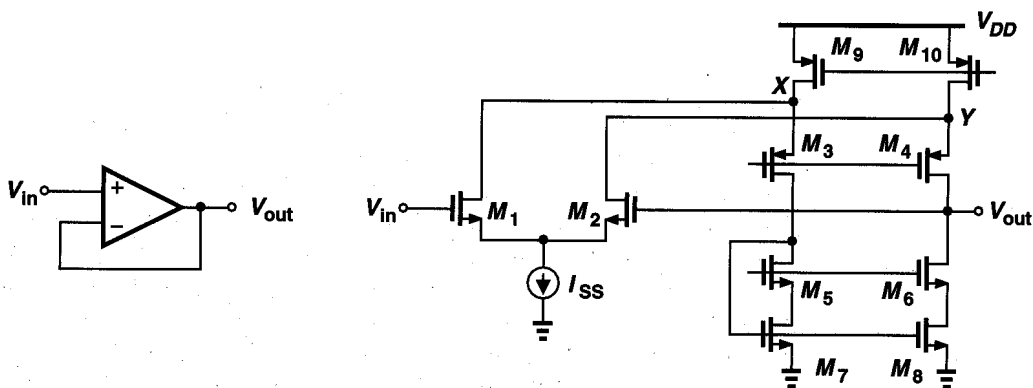 V_in
+
−
V_out
V_in
M_1
M_2
I_SS
V_DD
M_9
M_10
X
Y
M_3
M_4
V_out
M_5
M_6
M_7
M_8